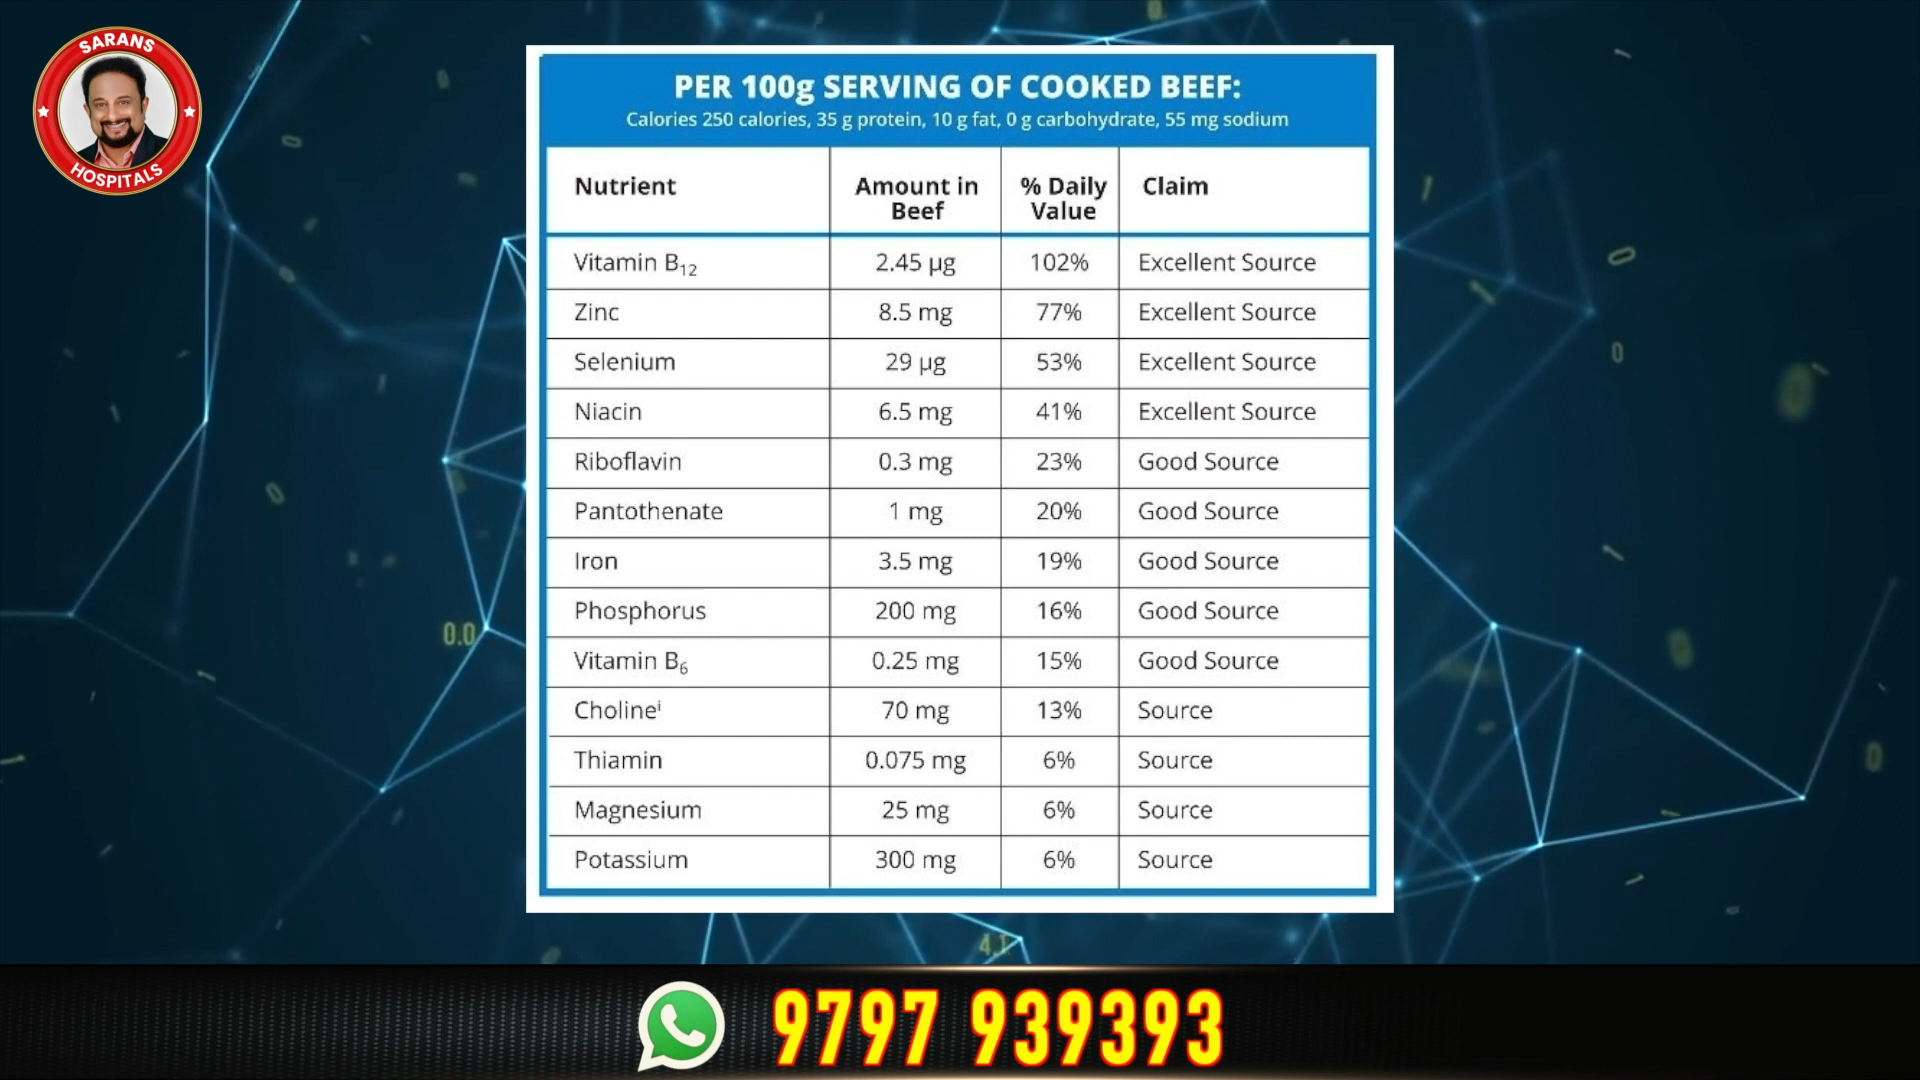 SARANS
HOSPITALS
PER 100g SERVING OF COOKED BEEF:
Calories 250 calories, 35 g protein, 10 g fat, 0 g carbohydrate, 55 mg sodium
Nutrient Amount in Beef % Daily Value Claim
Vitamin B₁₂ 2.45 µg 102% Excellent Source
Zinc 8.5 mg 77% Excellent Source
Selenium 29 µg 53% Excellent Source
Niacin 6.5 mg 41% Excellent Source
Riboflavin 0.3 mg 23% Good Source
Pantothenate 1 mg 20% Good Source
Iron 3.5 mg 19% Good Source
Phosphorus 200 mg 16% Good Source
Vitamin B₆ 0.25 mg 15% Good Source
Cholineⁱ 70 mg 13% Source
Thiamin 0.075 mg 6% Source
Magnesium 25 mg 6% Source
Potassium 300 mg 6% Source
0.0
9797 939393